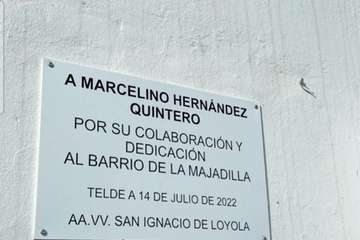 A MARCELINO HERNÁNDEZ
QUINTERO
POR SU COLABORACIÓN Y
DEDICACIÓN
AL BARRIO DE LA MAJADILLA
TELDE A 14 DE JULIO DE 2022
AA.VV. SAN IGNACIO DE LOYOLA